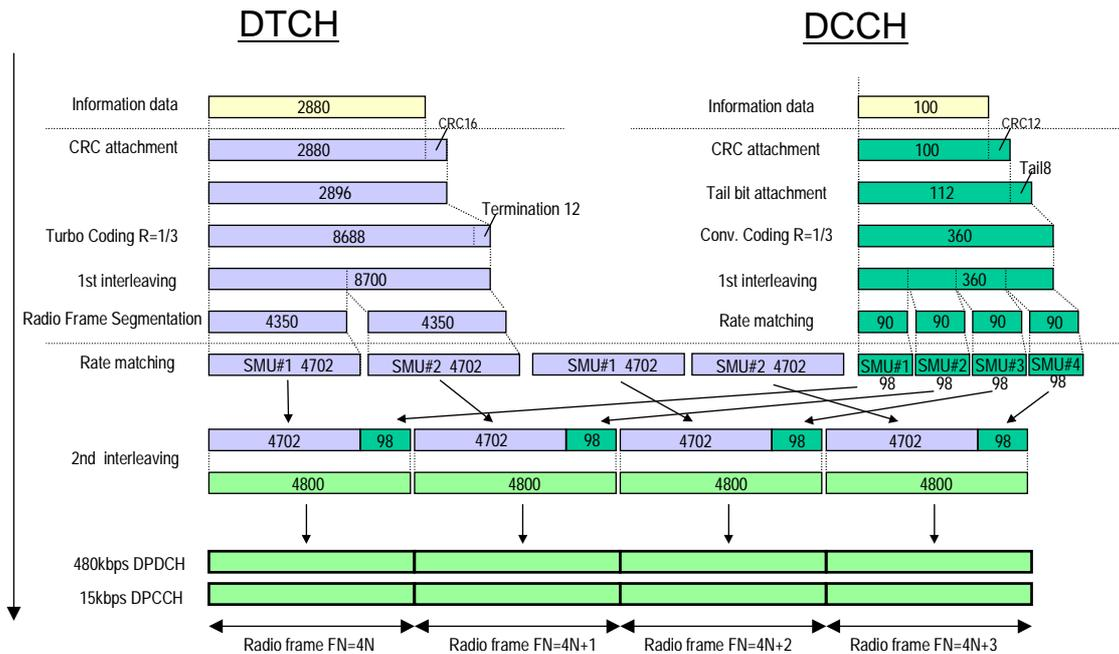 DTCH DCCH
Information data 2880 Information data 100
CRC16 CRC12
CRC attachment 2880 CRC attachment 100
Tail8
2896 Tail bit attachment 112
Termination 12
Turbo Coding R=1/3 8688 Conv. Coding R=1/3 360
1st interleaving 8700 1st interleaving 360
Radio Frame Segmentation 4350 4350 Rate matching 90 90 90 90
Rate matching SMU#1 4702 SMU#2 4702 SMU#1 4702 SMU#2 4702 SMU#1 SMU#2 SMU#3 SMU#4
98 98 98 98
4702 98 4702 98 4702 98 4702 98
2nd interleaving
4800 4800 4800 4800
480kbps DPDCH
15kbps DPCCH
Radio frame FN=4N Radio frame FN=4N+1 Radio frame FN=4N+2 Radio frame FN=4N+3